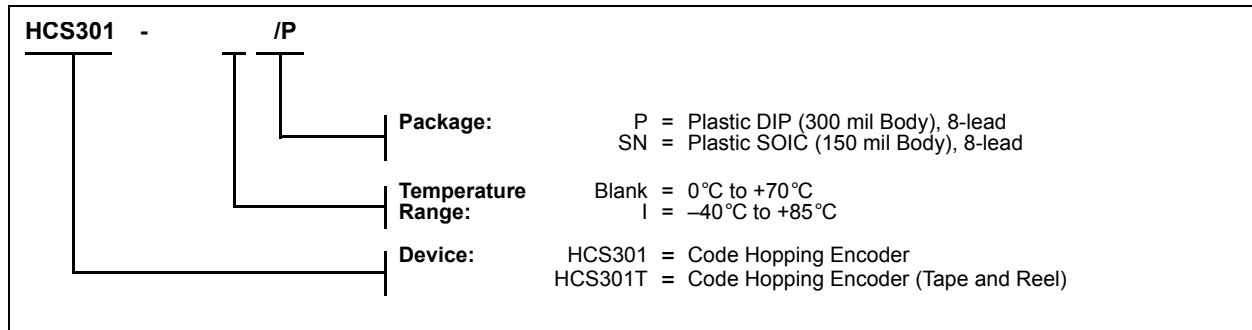 HCS301 - /P
Package: P = Plastic DIP (300 mil Body), 8-lead
SN = Plastic SOIC (150 mil Body), 8-lead
Temperature Blank = 0°C to +70°C
Range: I = –40°C to +85°C
Device: HCS301 = Code Hopping Encoder
HCS301T = Code Hopping Encoder (Tape and Reel)